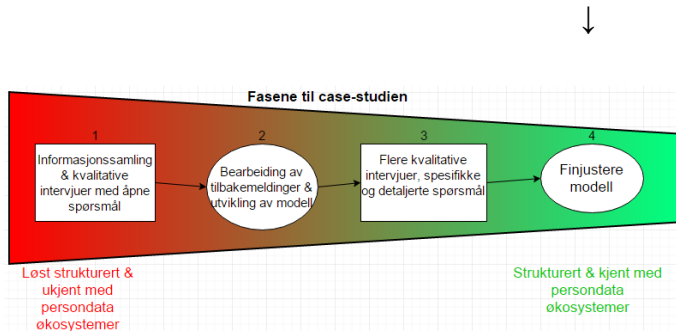 ↓
Fasene til case-studien
1
Informasjonssamling
& kvalitative
intervjuer med åpne
spørsmål
2
Bearbeiding av
tilbakemeldinger &
utvikling av modell
3
Flere kvalitative
intervjuer, spesifikke
og detaljerte spørsmål
4
Finjustere
modell
Løst strukturert &
ukjent med
persondata
økosystemer
Strukturert & kjent med
persondata
økosystemer